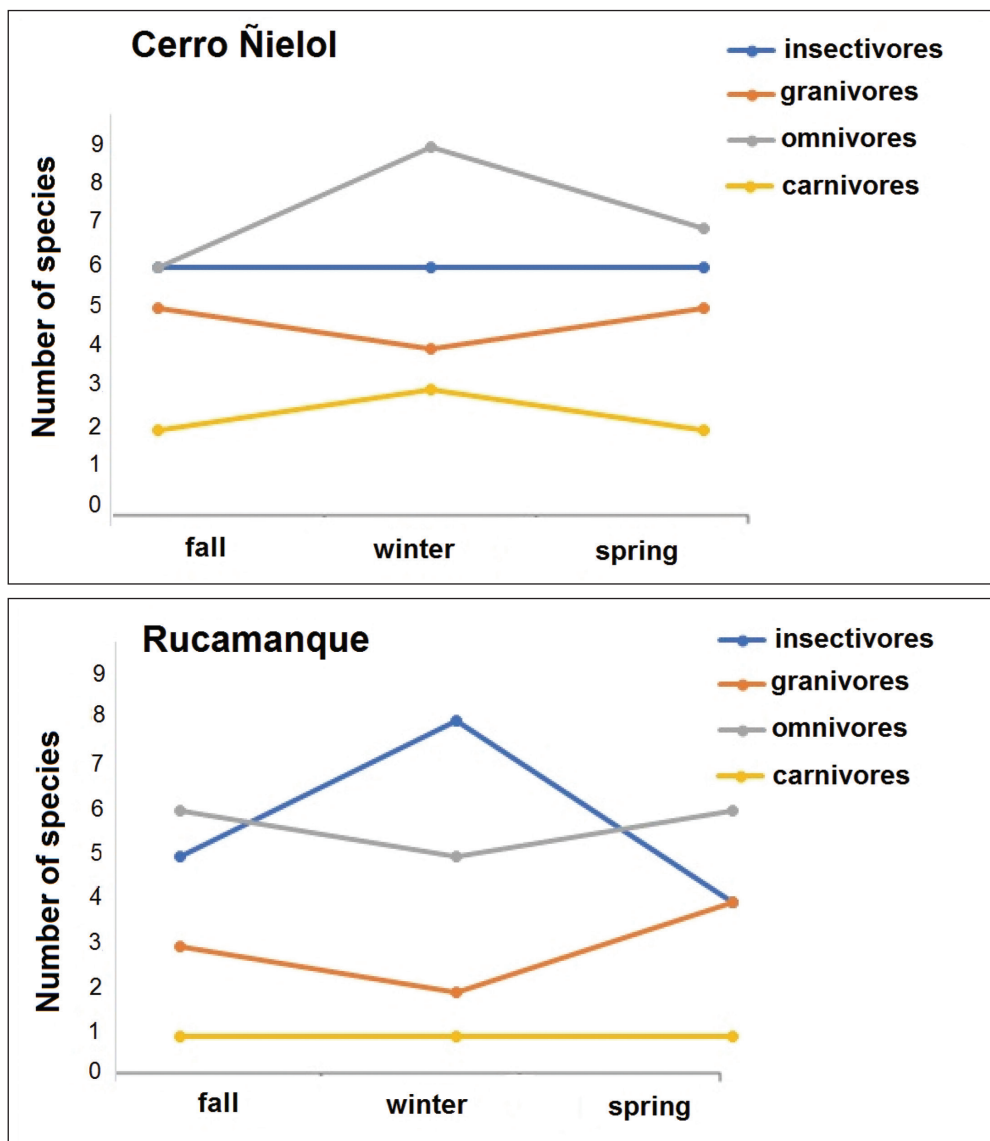 Cerro Ñielol
insectivores
granivores
omnivores
carnivores
Number of species
9
8
7
6
5
4
3
2
1
0
fall winter spring
Rucamanque
insectivores
granivores
omnivores
carnivores
Number of species
9
8
7
6
5
4
3
2
1
0
fall winter spring